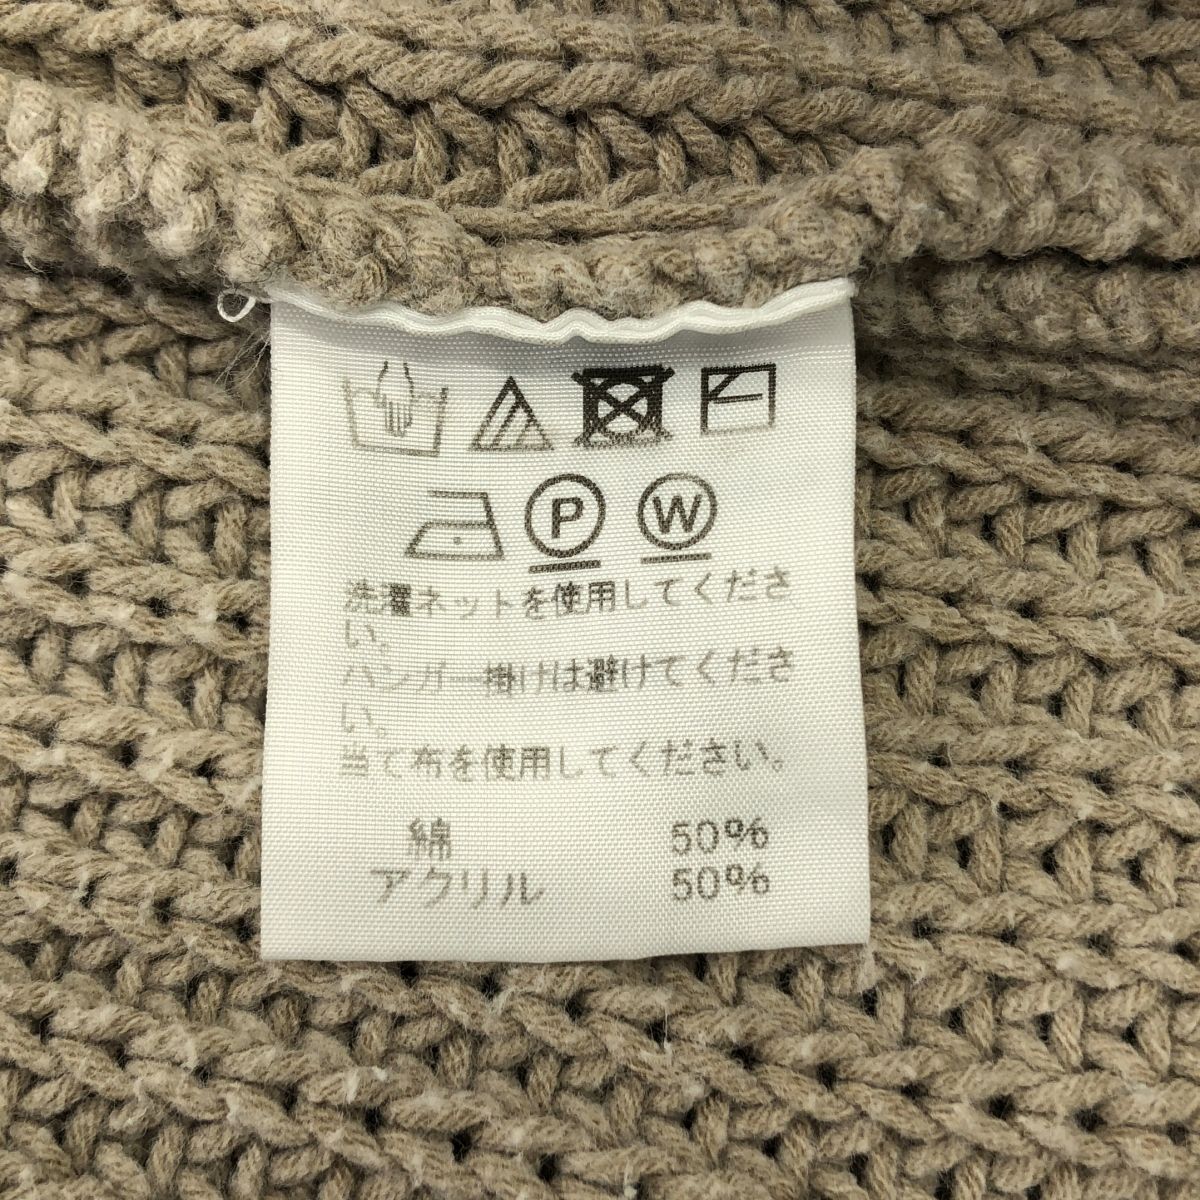 P W
洗濯ネットを使用してくださ
い。
ハンガー掛けは避けてくださ
い。
当て布を使用してください。
綿 50%
アクリル 50%